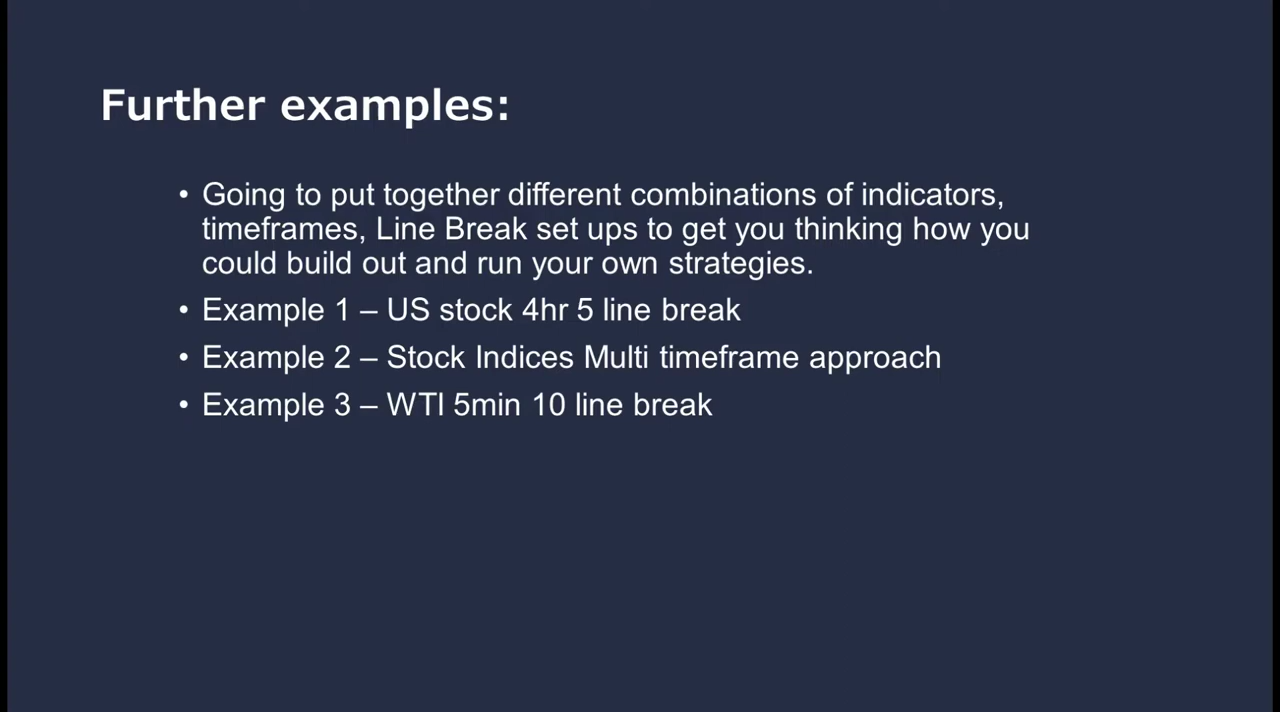 Further examples:
• Going to put together different combinations of indicators,
timeframes, Line Break set ups to get you thinking how you
could build out and run your own strategies.
• Example 1 – US stock 4hr 5 line break
• Example 2 – Stock Indices Multi timeframe approach
• Example 3 – WTI 5min 10 line break